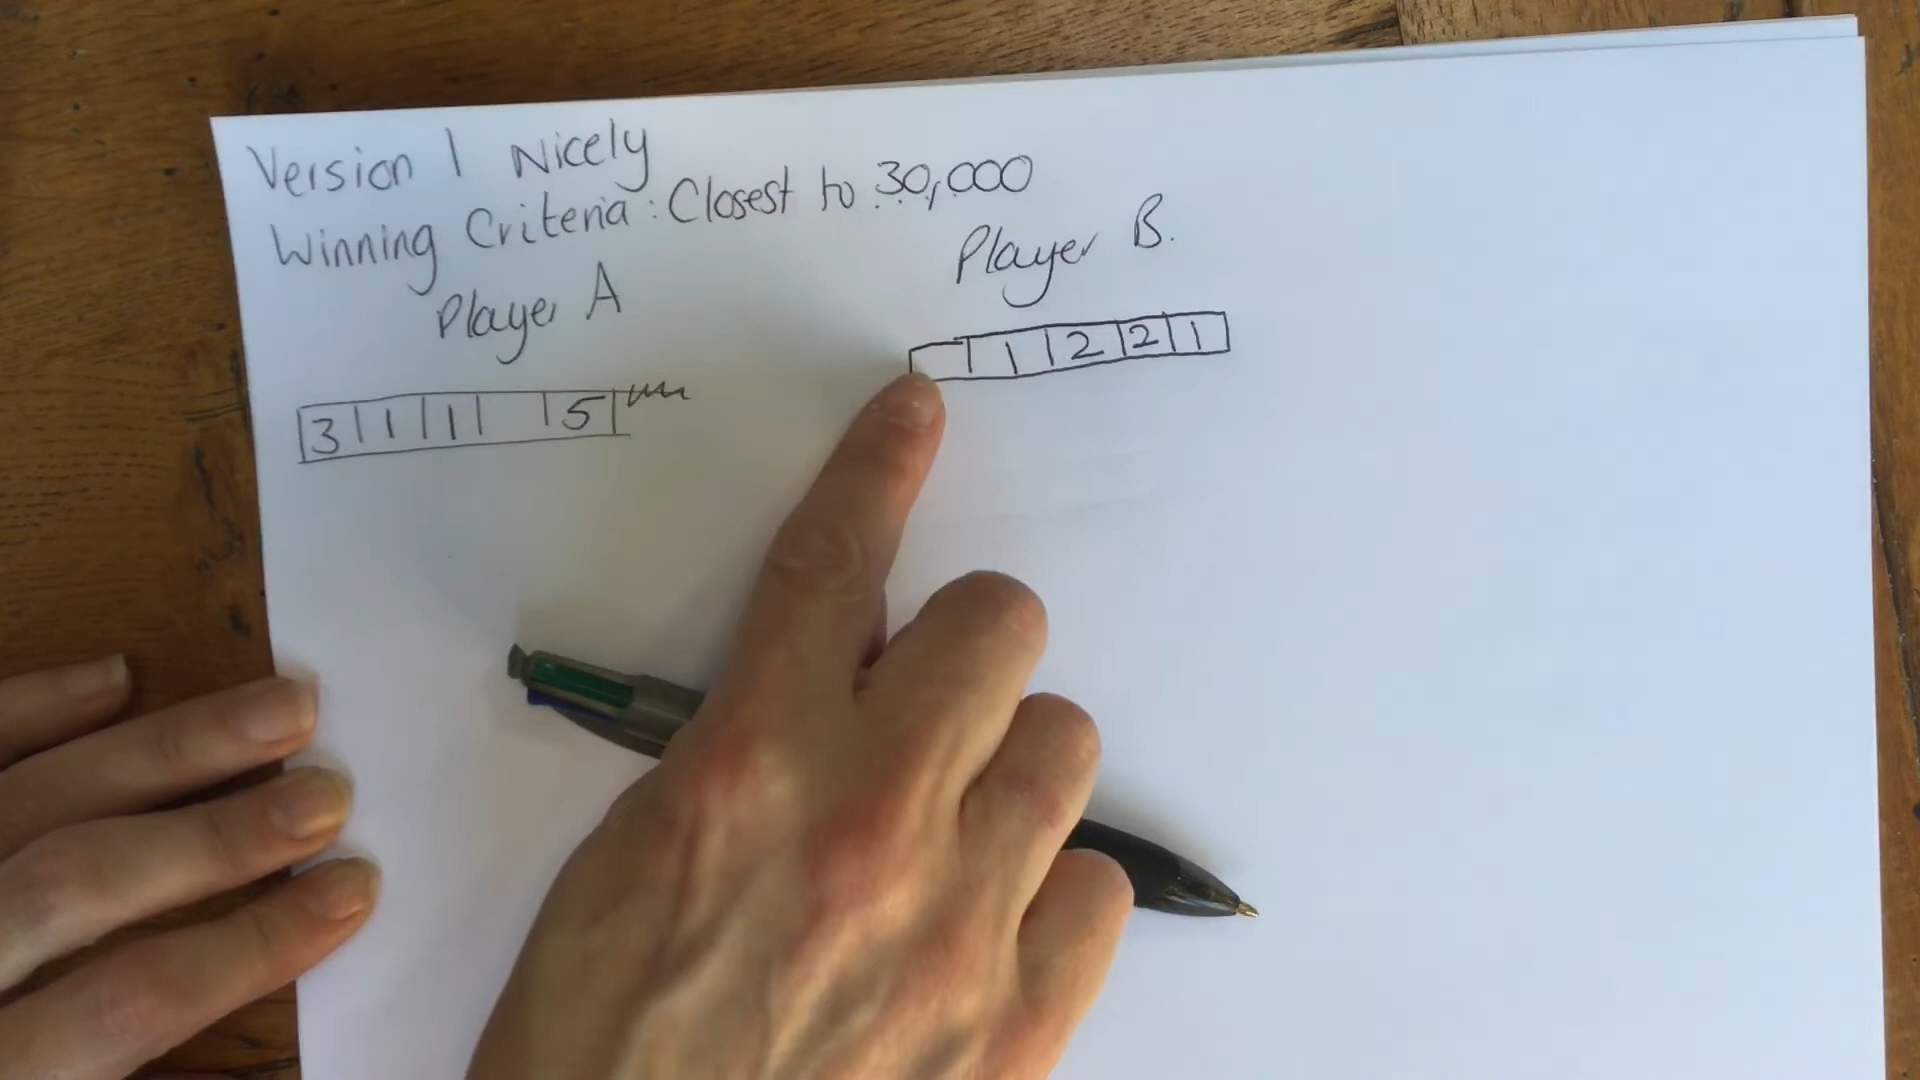 Version 1 Nicely
Winning Criteria: Closest to 30,000
Player A
Player B.
3 1 1 5
1 2 2 1